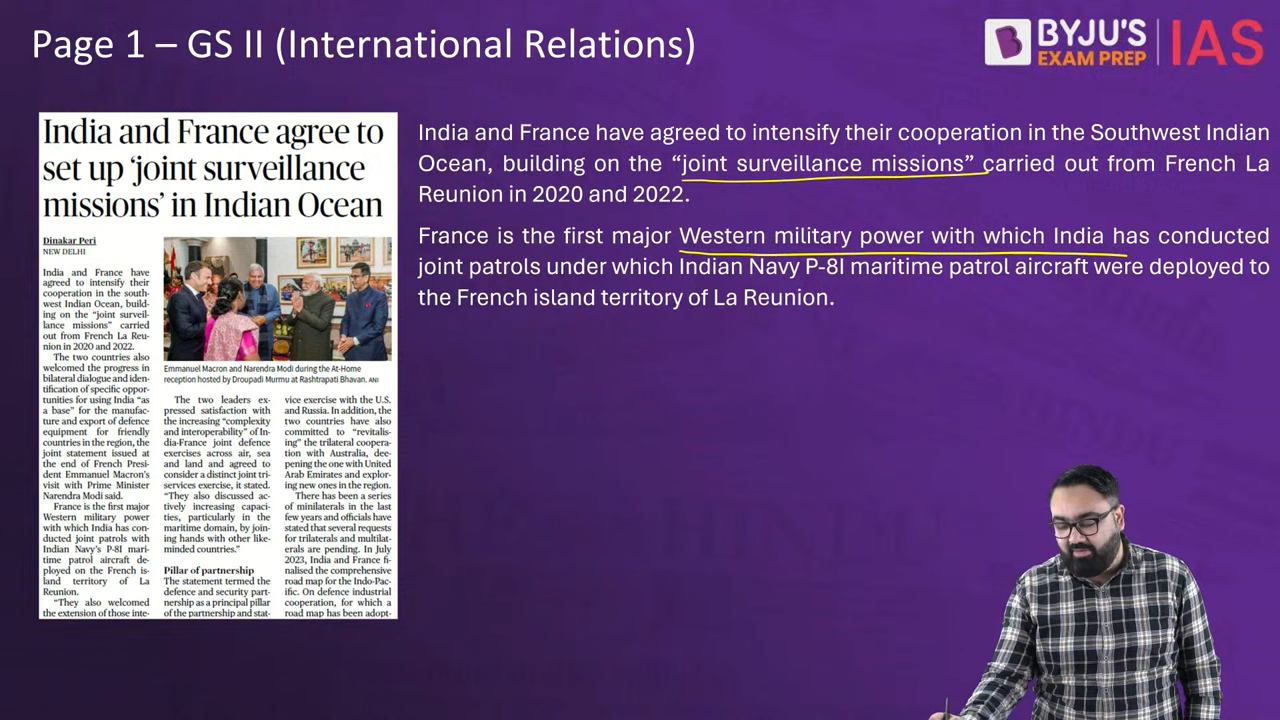 Page 1 – GS II (International Relations)
BYJU'S
EXAM PREP
IAS
India and France agree to
set up ‘joint surveillance
missions’ in Indian Ocean
Dinakar Peri
NEW DELHI
India and France have
agreed to intensify their
cooperation in the south-
west Indian Ocean, build-
ing on the “joint surveil-
lance missions” carried
out from French La Reu-
nion in 2020 and 2022.
The two countries also
welcomed the progress in
bilateral dialogue and iden-
tification of specific oppor-
tunities for using India “as
a base” for the manufac-
ture and export of defence
equipment for friendly
countries in the region, the
joint statement issued at
the end of French Presi-
dent Emmanuel Macron’s
visit with Prime Minister
Narendra Modi said.
France is the first major
Western military power
with which India has con-
ducted joint patrols with
Indian Navy’s P-8I mari-
time patrol aircraft de-
ployed on the French is-
land territory of La
Reunion.
“They also welcomed
the extension of those inte-
Emmanuel Macron and Narendra Modi during the At-Home
reception hosted by Droupadi Murmu at Rashtrapati Bhavan. ANI
The two leaders ex-
pressed satisfaction with
the increasing “complexity
and interoperability” of In-
dia-France joint defence
exercises across air, sea
and land and agreed to
consider a distinct joint tri-
services exercise, it stated.
“They also discussed ac-
tively increasing capaci-
ties, particularly in the
maritime domain, by join-
ing hands with other like-
minded countries.”
Pillar of partnership
The statement termed the
defence and security part-
nership as a principal pillar
of the partnership and stat-
vice exercise with the U.S.
and Russia. In addition, the
two countries have also
committed to “revitalis-
ing” the trilateral coopera-
tion with Australia, dee-
pening the one with United
Arab Emirates and explor-
ing new ones in the region.
There has been a series
of minilaterals in the last
few years and officials have
stated that several requests
for trilaterals and multilat-
erals are pending. In July
2023, India and France fi-
nalised the comprehensive
road map for the Indo-Pac-
ific. On defence industrial
cooperation, for which a
road map has been adopt-
India and France have agreed to intensify their cooperation in the Southwest Indian
Ocean, building on the “joint surveillance missions” carried out from French La
Reunion in 2020 and 2022.
France is the first major Western military power with which India has conducted
joint patrols under which Indian Navy P-8I maritime patrol aircraft were deployed to
the French island territory of La Reunion.